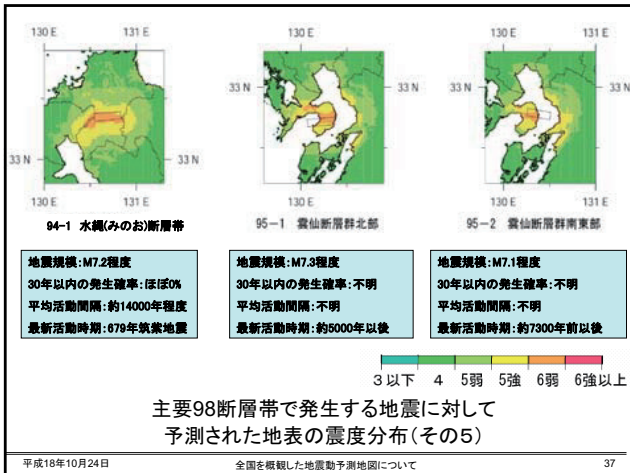 130 E
130 E
130 E
33 N
33 N
33 N
33 N
130 E
131 E
130 E
131 E
130 E
131 E
94-1 水縄(みのお)断層帯
95-1 雲仙断層群北部
95-2 雲仙断層群南東部
地震規模:M7.2程度
30年以内の発生確率:ほぼ0%
平均活動間隔:約14000年程度
最新活動時期:679年筑紫地震
地震規模:M7.3程度
30年以内の発生確率:不明
平均活動間隔:不明
最新活動時期:約5000年以後
地震規模:M7.1程度
30年以内の発生確率:不明
平均活動間隔:不明
最新活動時期:約7300年前以後
3以下 4 5弱 5強 6弱 6強以上
主要98断層帯で発生する地震に対して
予測された地表の震度分布(その5)
平成18年10月24日 全国を概観した地震動予測地図について 37